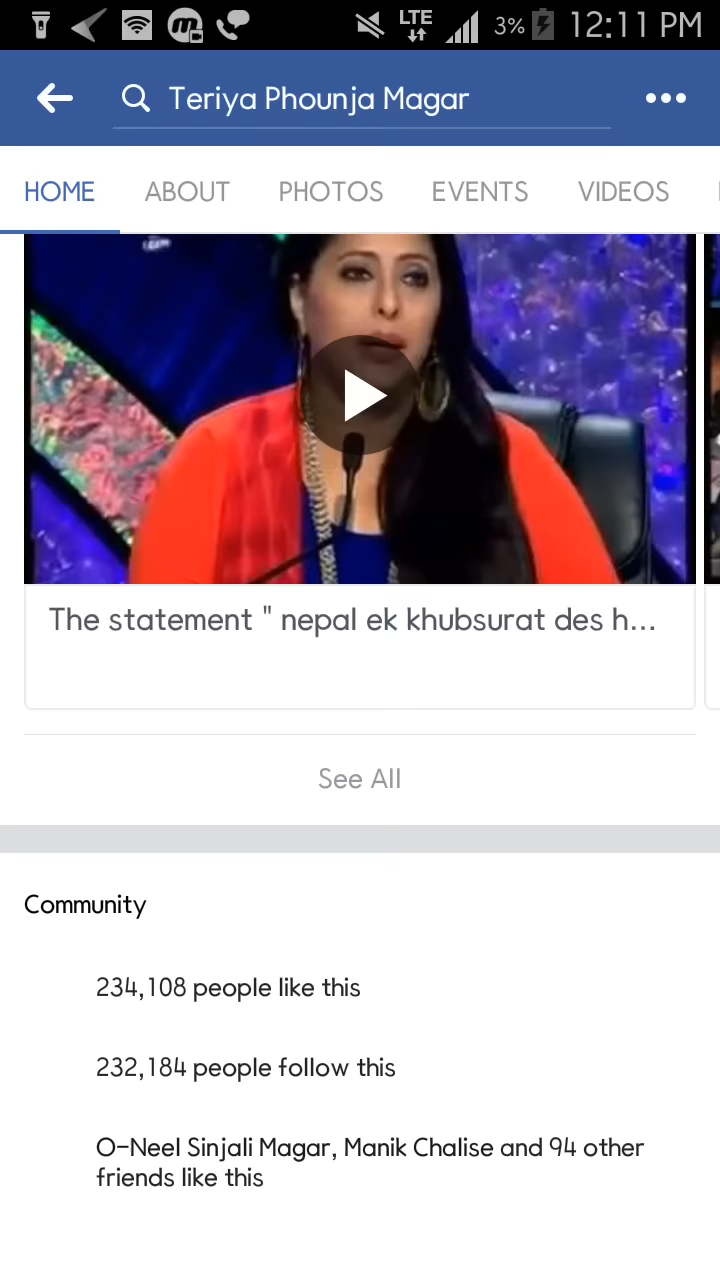 LTE 3% 12:11 PM
Teriya Phounja Magar
HOME ABOUT PHOTOS EVENTS VIDEOS
The statement " nepal ek khubsurat des h...
See All
Community
234,108 people like this
232,184 people follow this
O-Neel Sinjali Magar, Manik Chalise and 94 other
friends like this